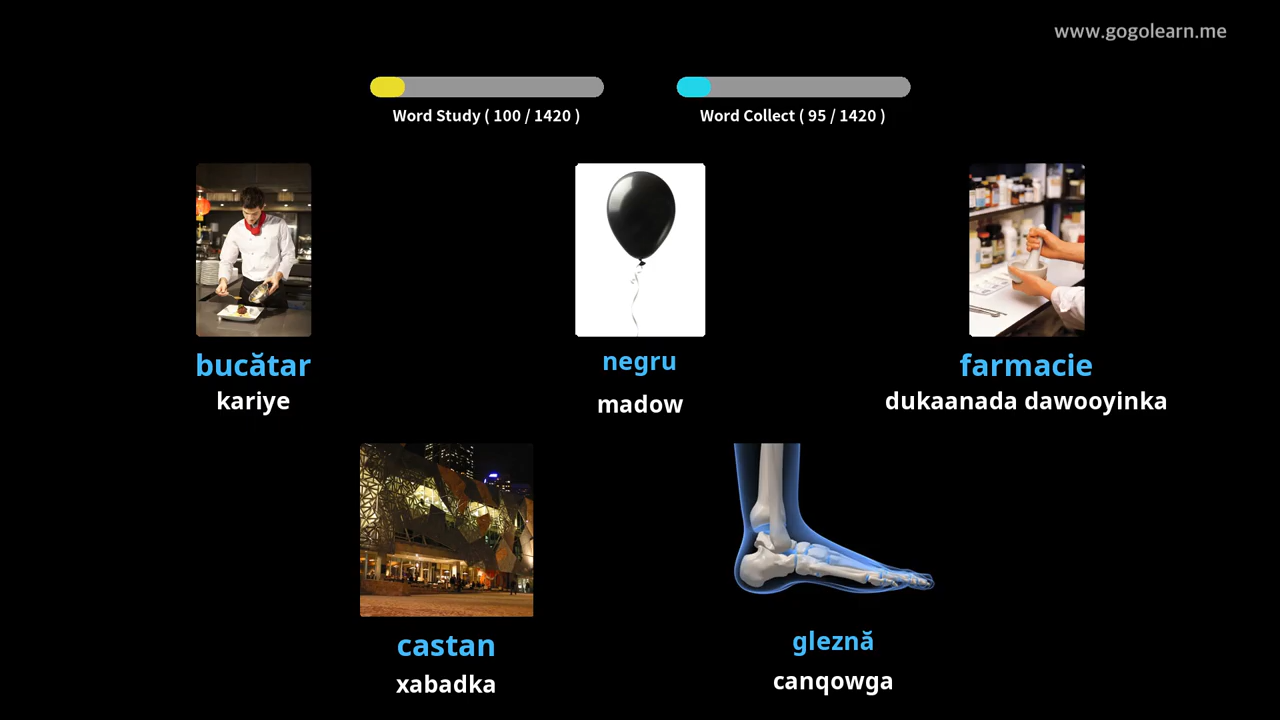 www.gogolearn.me
Word Study ( 100 / 1420 )
Word Collect ( 95 / 1420 )
bucătar
kariye
negru
madow
farmacie
dukaanada dawooyinka
castan
xabadka
gleznă
canqowga